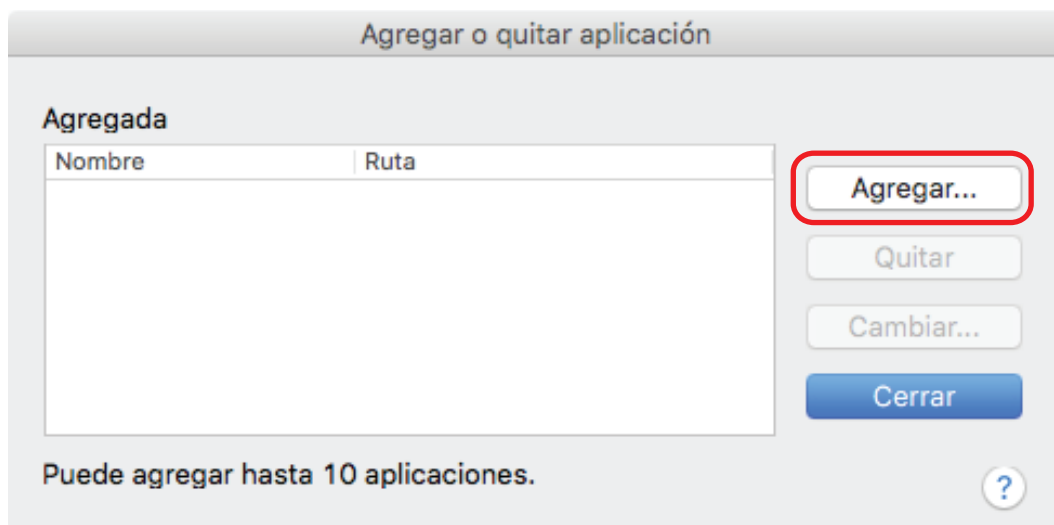 Agregar o quitar aplicación
Agregada
Nombre Ruta
Agregar...
Quitar
Cambiar...
Cerrar
Puede agregar hasta 10 aplicaciones.
?